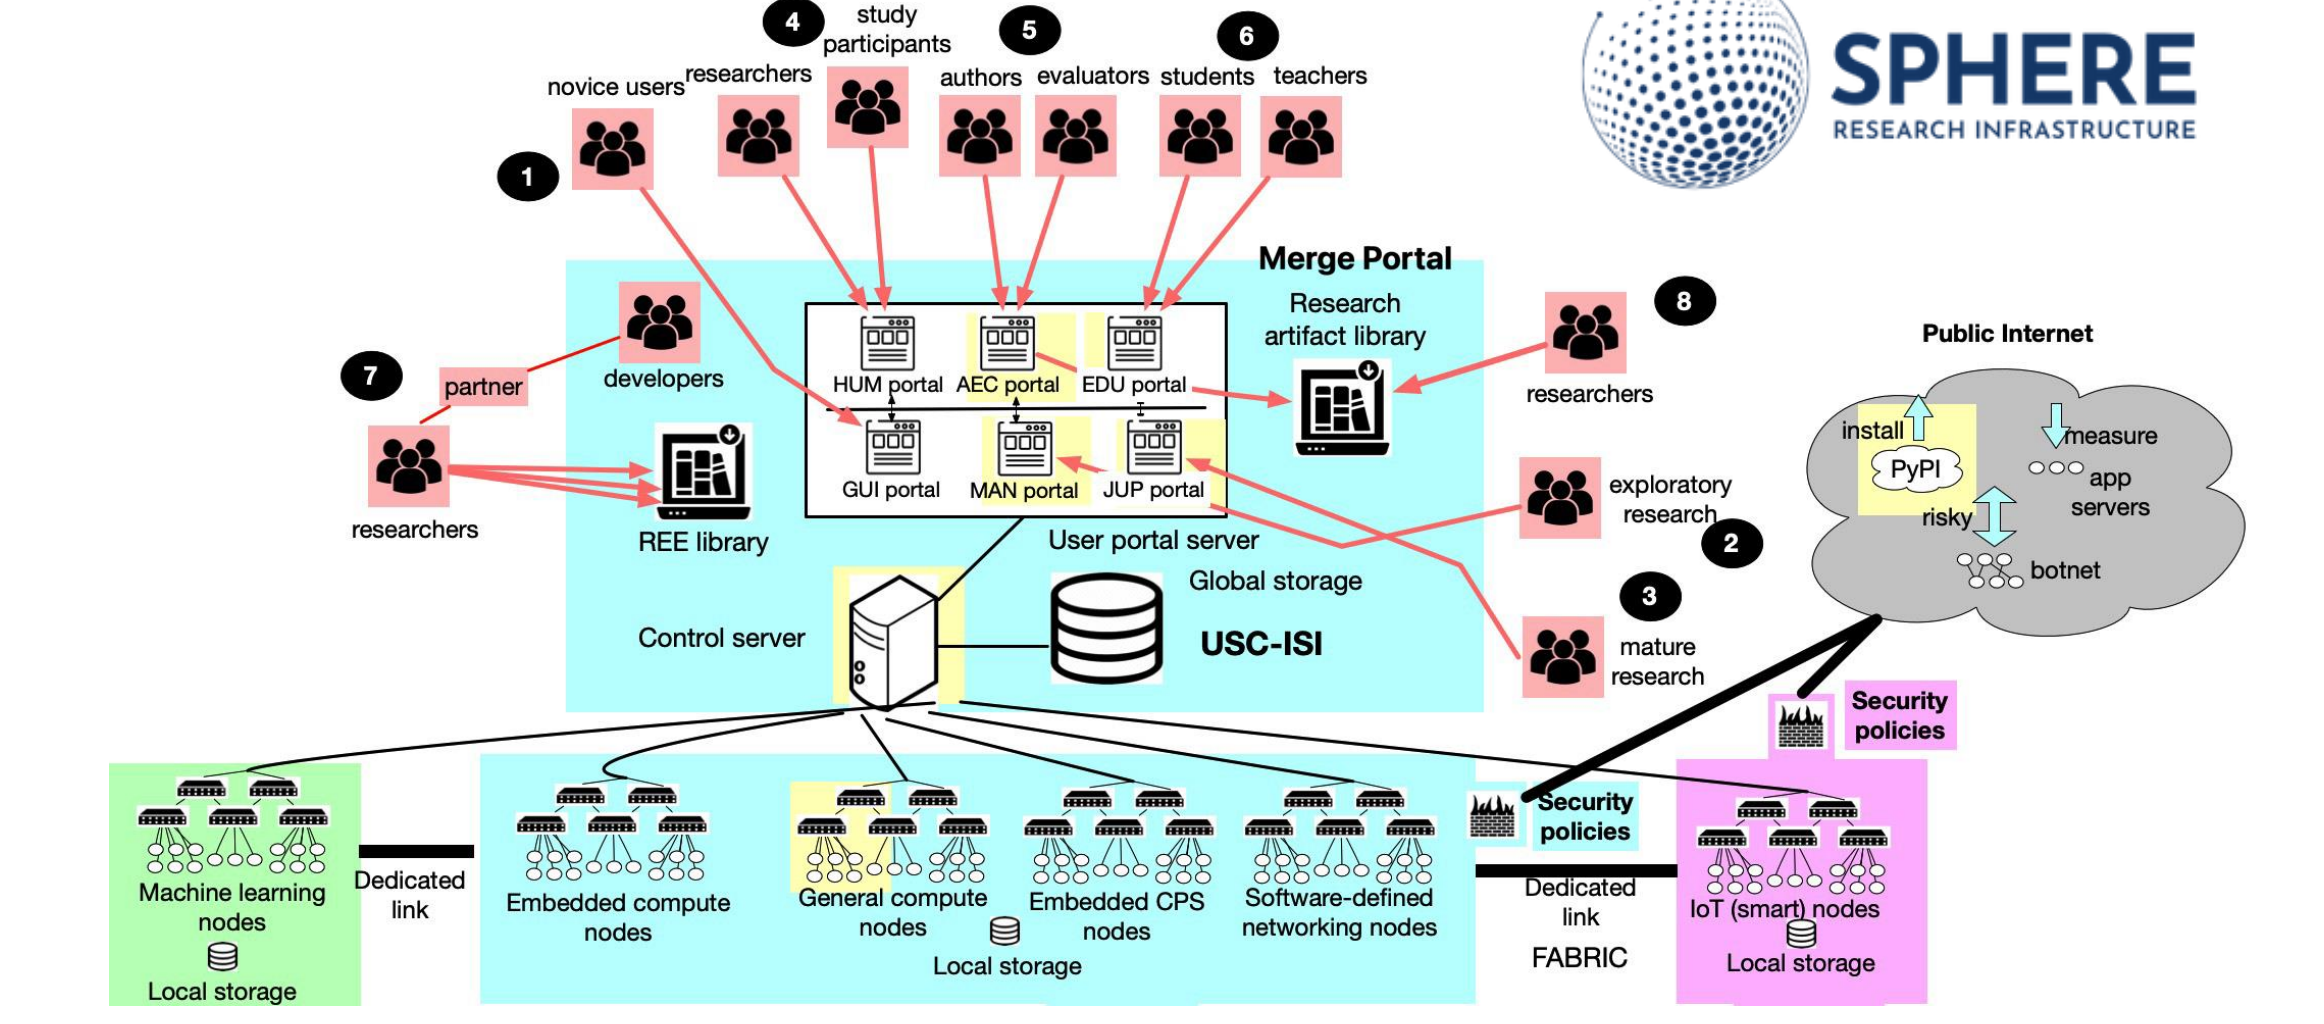 4
study
participants
5
6
SPHERE
RESEARCH INFRASTRUCTURE
novice users
researchers
authors
evaluators
students
teachers
1
Merge Portal
Research
artifact library
8
researchers
Public Internet
7
partner
developers
researchers
HUM portal
AEC portal
EDU portal
GUI portal
MAN portal
JUP portal
REE library
User portal server
Global storage
Control server
USC-ISI
exploratory
research
2
3
mature
research
install
PyPI
measure
app
servers
risky
botnet
Security
policies
Security
policies
Machine learning
nodes
Local storage
Dedicated
link
Embedded compute
nodes
General compute
nodes
Embedded CPS
nodes
Local storage
Software-defined
networking nodes
Dedicated
link
FABRIC
IoT (smart) nodes
Local storage